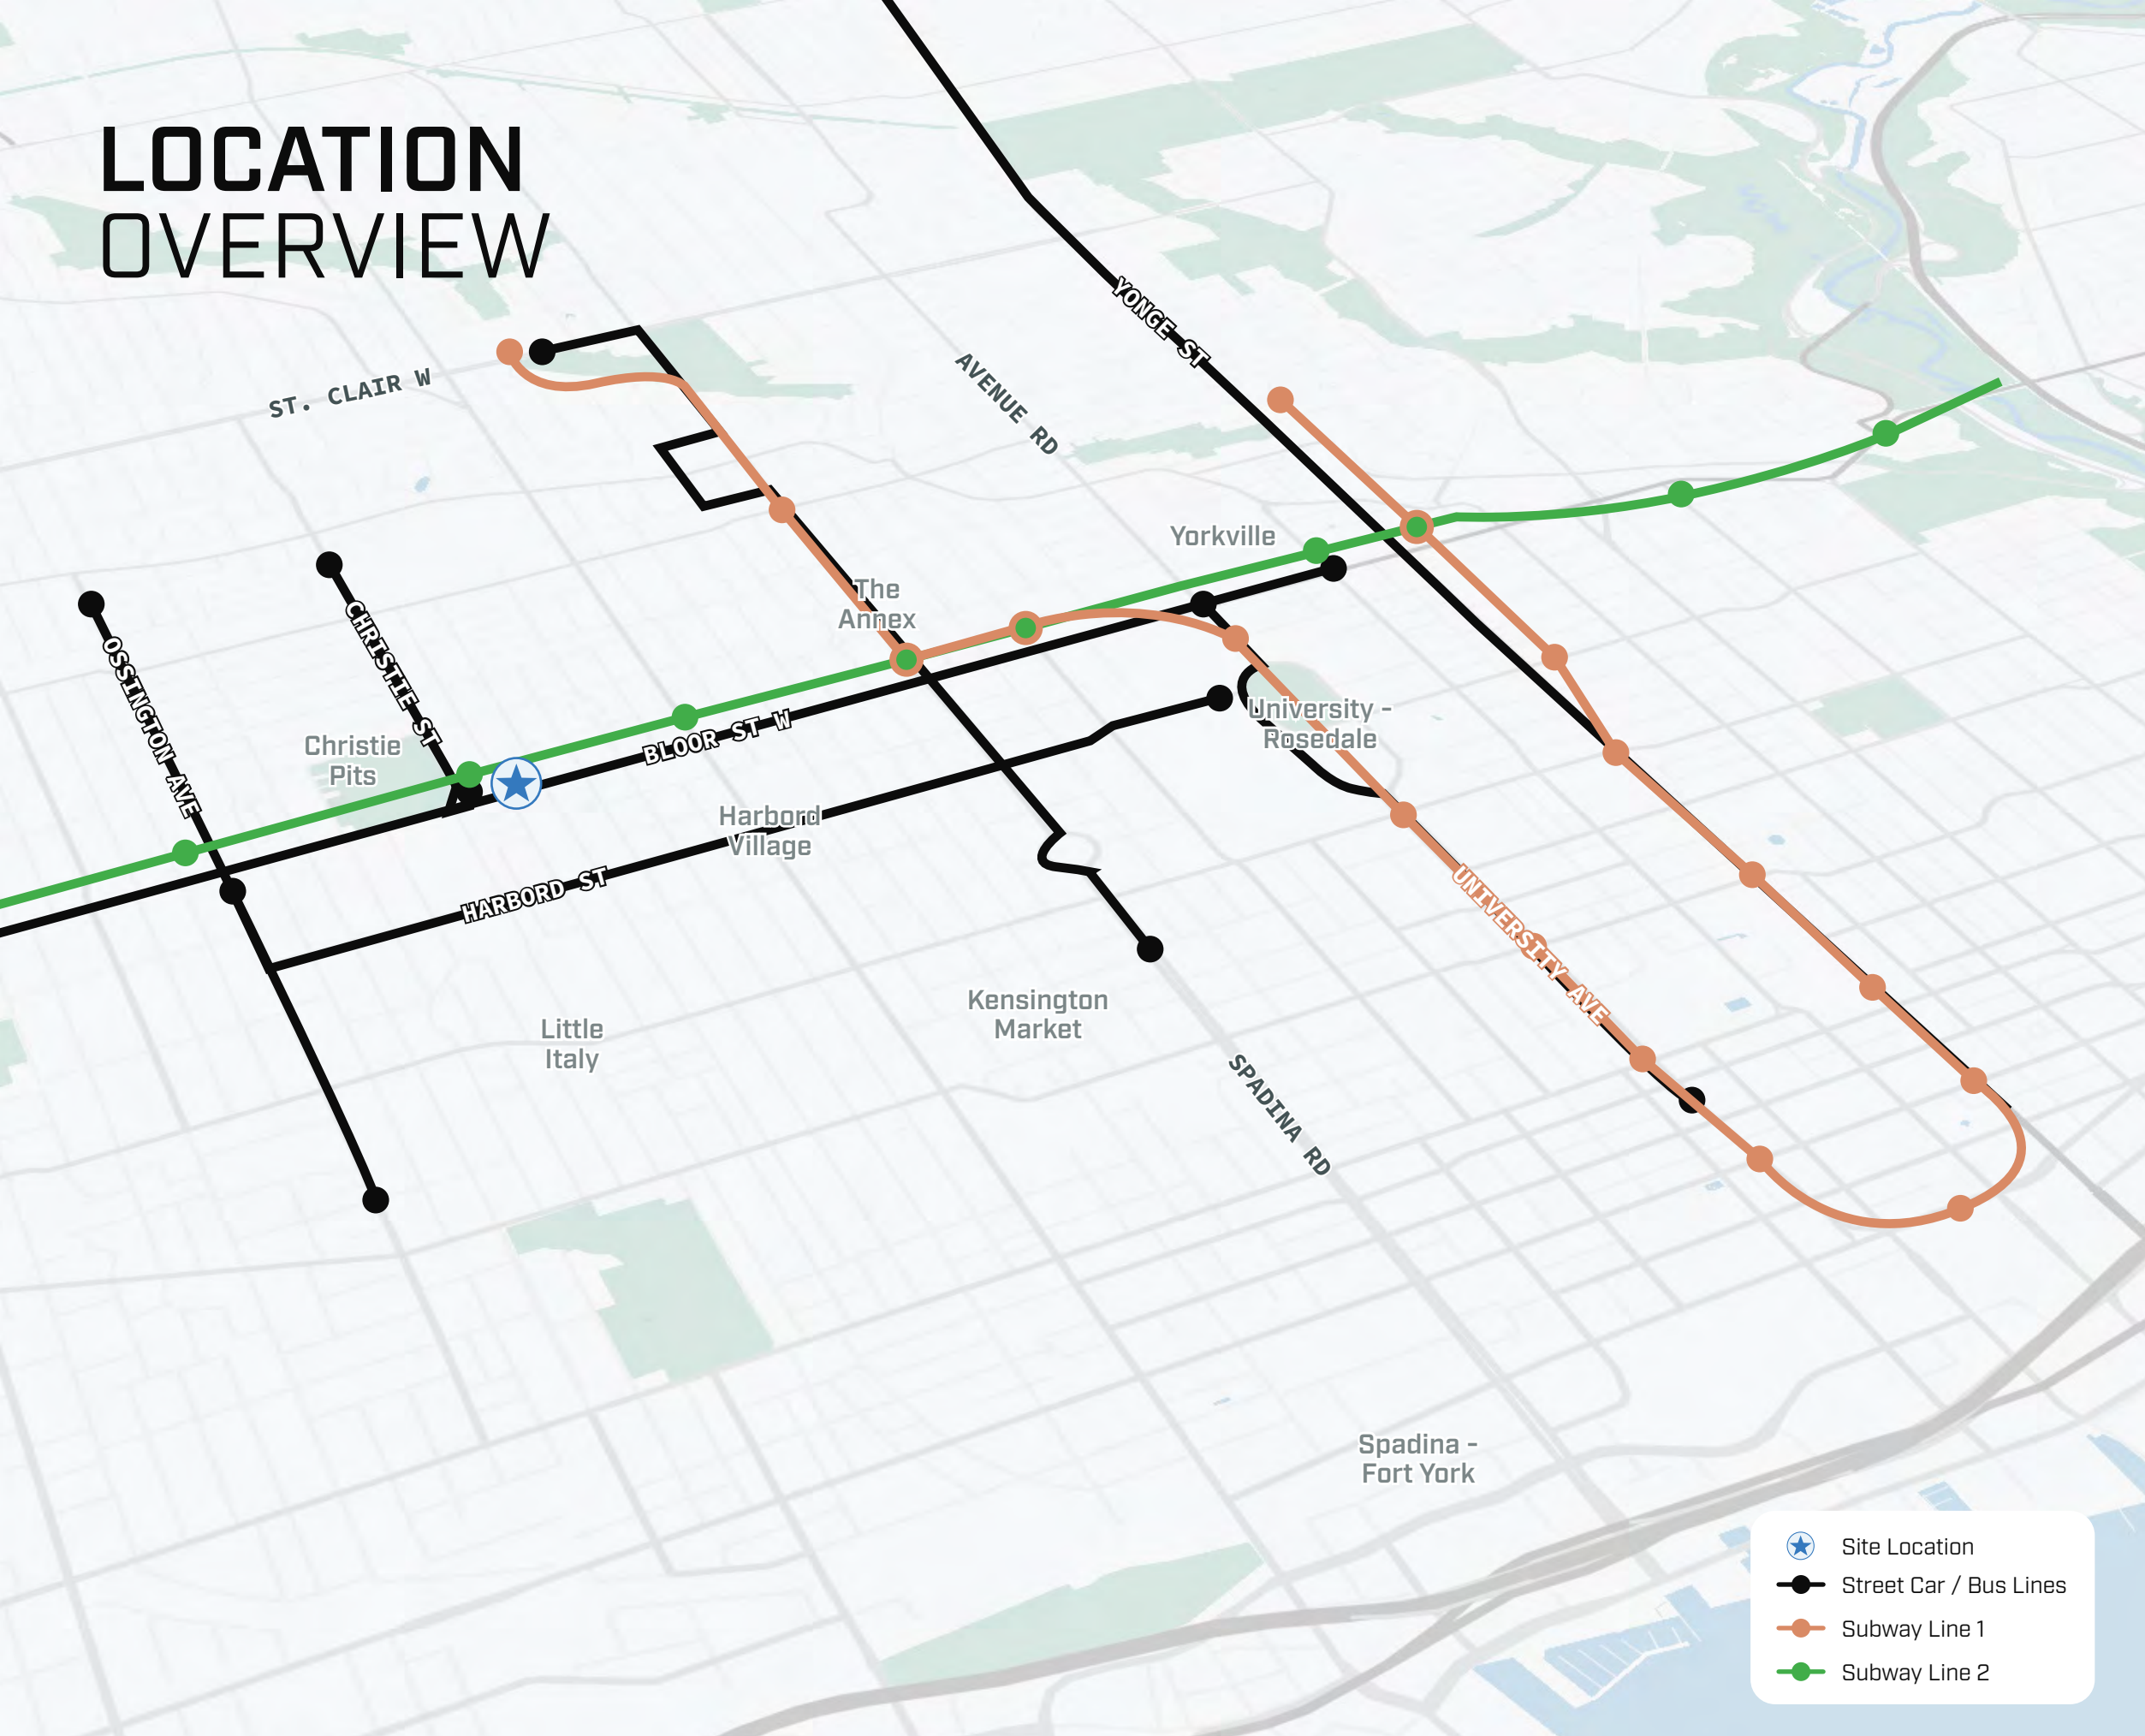 LOCATION
OVERVIEW
YONGE ST
AVENUE RD
ST. CLAIR W
Yorkville
The
Annex
CHRISTIE ST
OSSINGTON AVE
Christie
Pits
BLOOR ST W
University -
Rosedale
Harbord
Village
HARBORD ST
UNIVERSITY AVE
Kensington
Market
Little
Italy
SPADINA RD
Spadina -
Fort York
Site Location
Street Car / Bus Lines
Subway Line 1
Subway Line 2